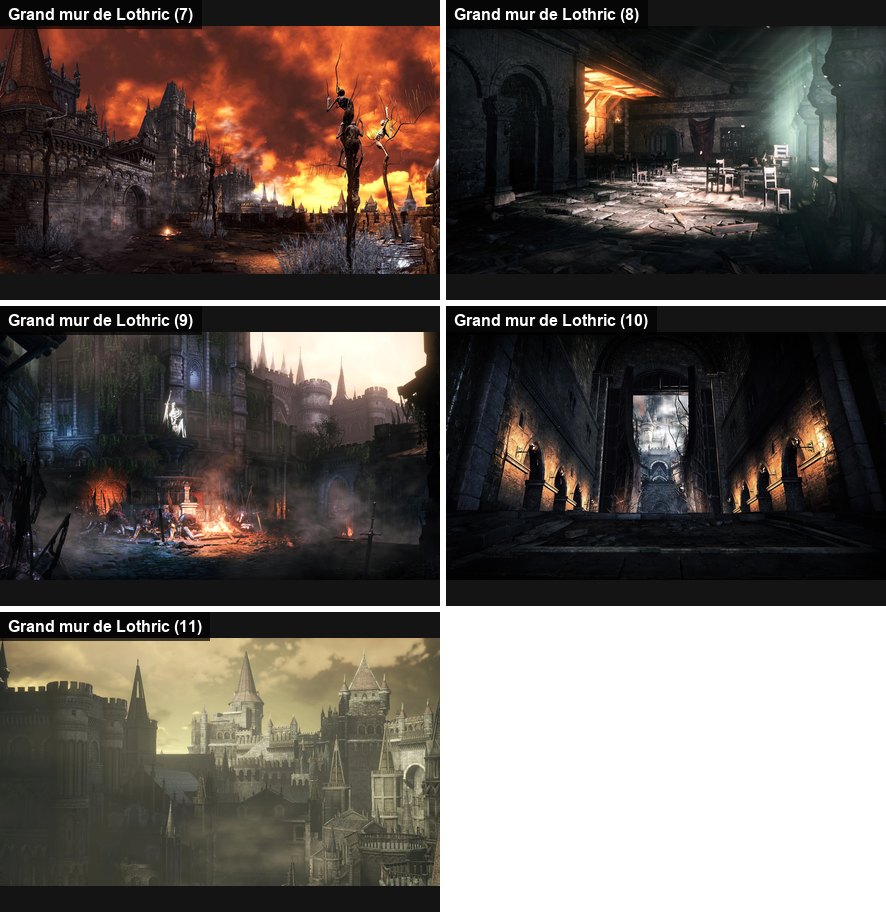 Grand mur de Lothric (7)
Grand mur de Lothric (8)
Grand mur de Lothric (9)
Grand mur de Lothric (10)
Grand mur de Lothric (11)